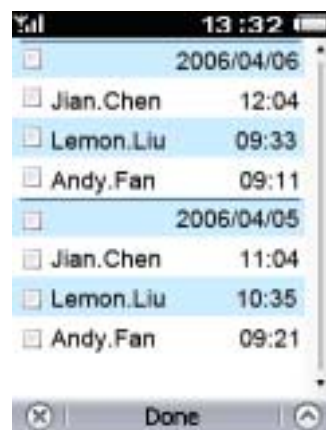 13:32
2006/04/06
Jian.Chen 12:04
Lemon.Liu 09:33
Andy.Fan 09:11
2006/04/05
Jian.Chen 11:04
Lemon.Liu 10:35
Andy.Fan 09:21
Done